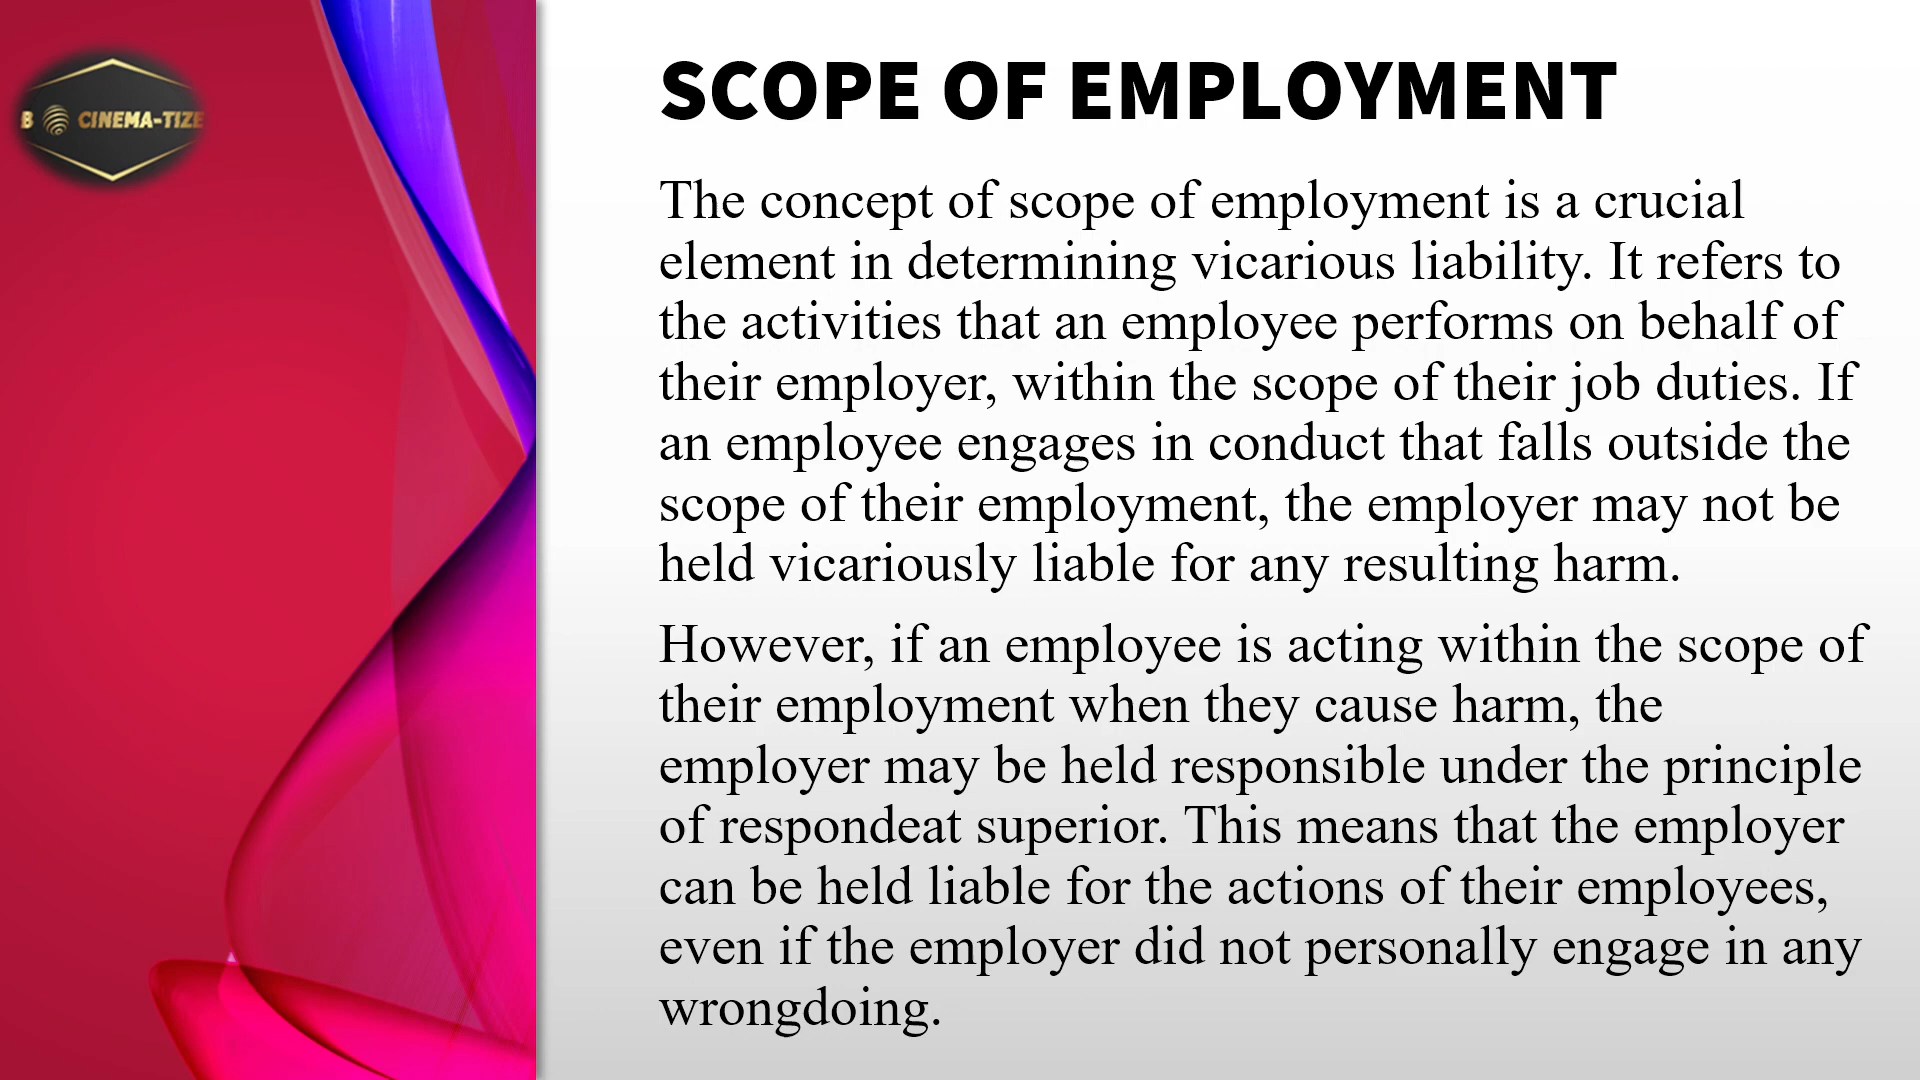 B CINEMA-TIZE
SCOPE OF EMPLOYMENT
The concept of scope of employment is a crucial
element in determining vicarious liability. It refers to
the activities that an employee performs on behalf of
their employer, within the scope of their job duties. If
an employee engages in conduct that falls outside the
scope of their employment, the employer may not be
held vicariously liable for any resulting harm.
However, if an employee is acting within the scope of
their employment when they cause harm, the
employer may be held responsible under the principle
of respondeat superior. This means that the employer
can be held liable for the actions of their employees,
even if the employer did not personally engage in any
wrongdoing.